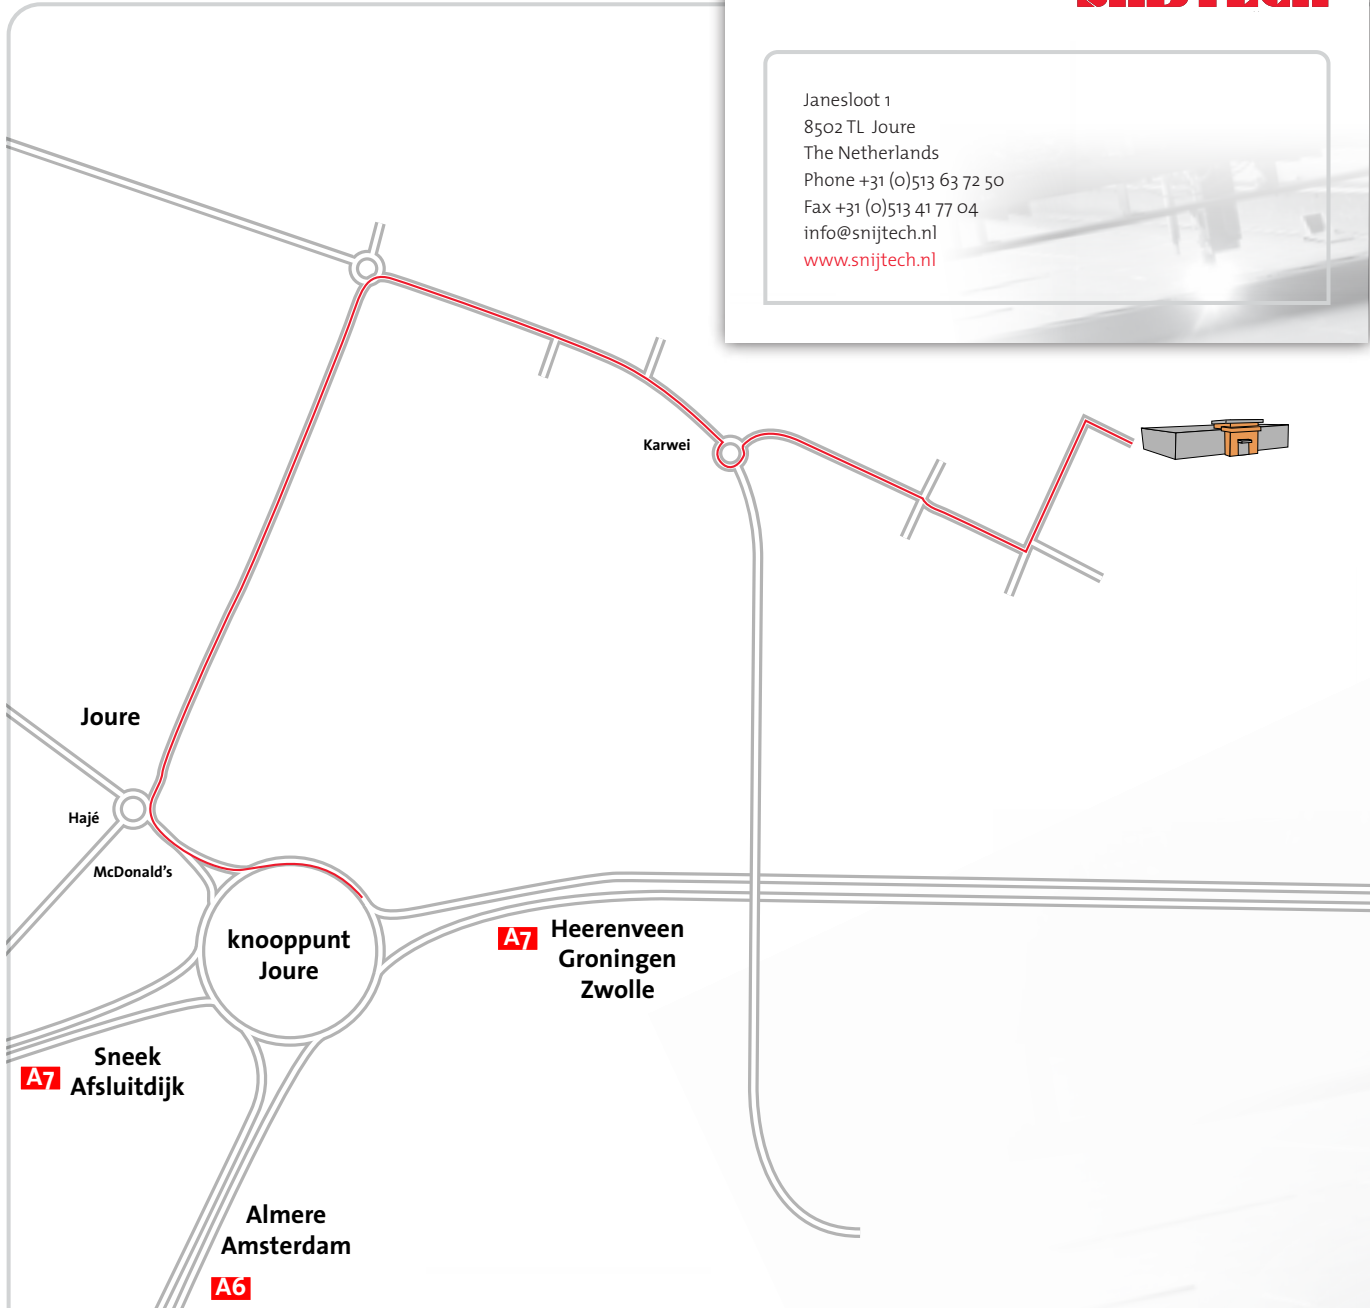 Janesloot 1
8502 TL Joure
The Netherlands
Phone +31 (0)513 63 72 50
Fax +31 (0)513 41 77 04
info@snijtech.nl
www.snijtech.nl
Karwei
Joure
Hajé
McDonald's
knooppunt
Joure
A7
Heerenveen
Groningen
Zwolle
Sneek
A7
Afsluitdijk
Almere
Amsterdam
A6